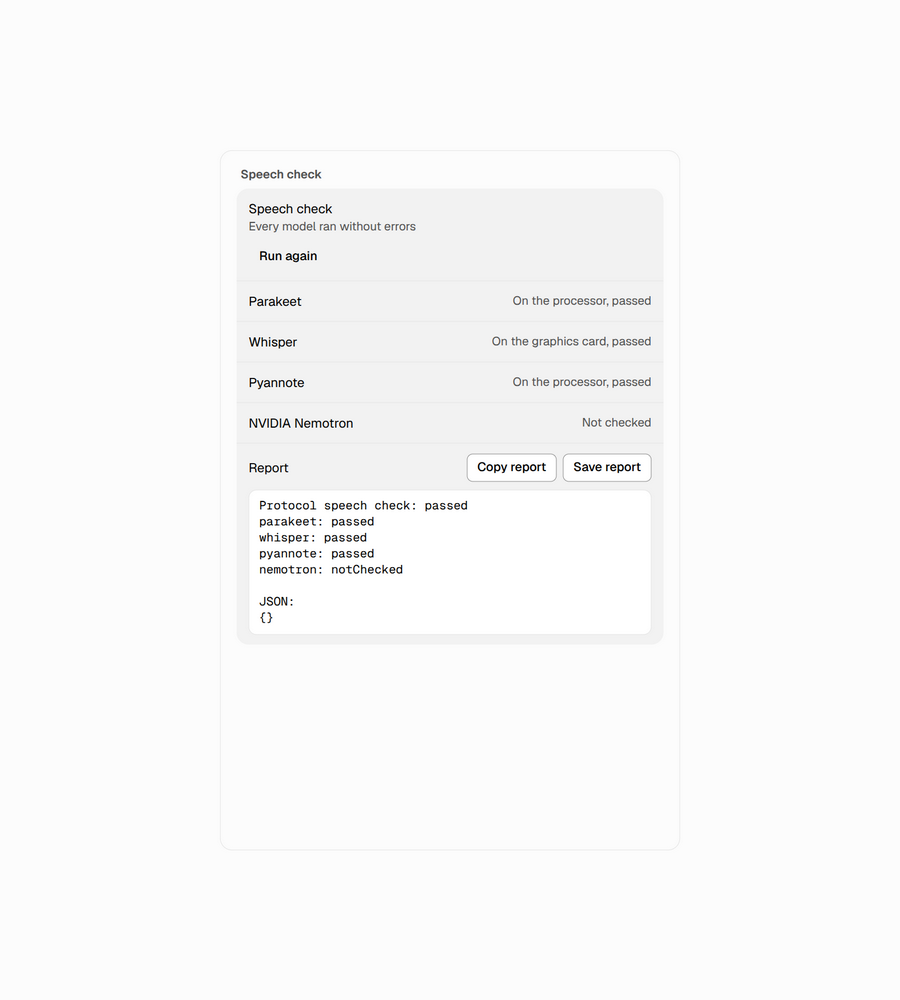 Speech check
Speech check
Every model ran without errors
Run again
Parakeet On the processor, passed
Whisper On the graphics card, passed
Pyannote On the processor, passed
NVIDIA Nemotron Not checked
Report Copy report Save report
Protocol speech check: passed
parakeet: passed
whisper: passed
pyannote: passed
nemotron: notChecked
JSON:
{}